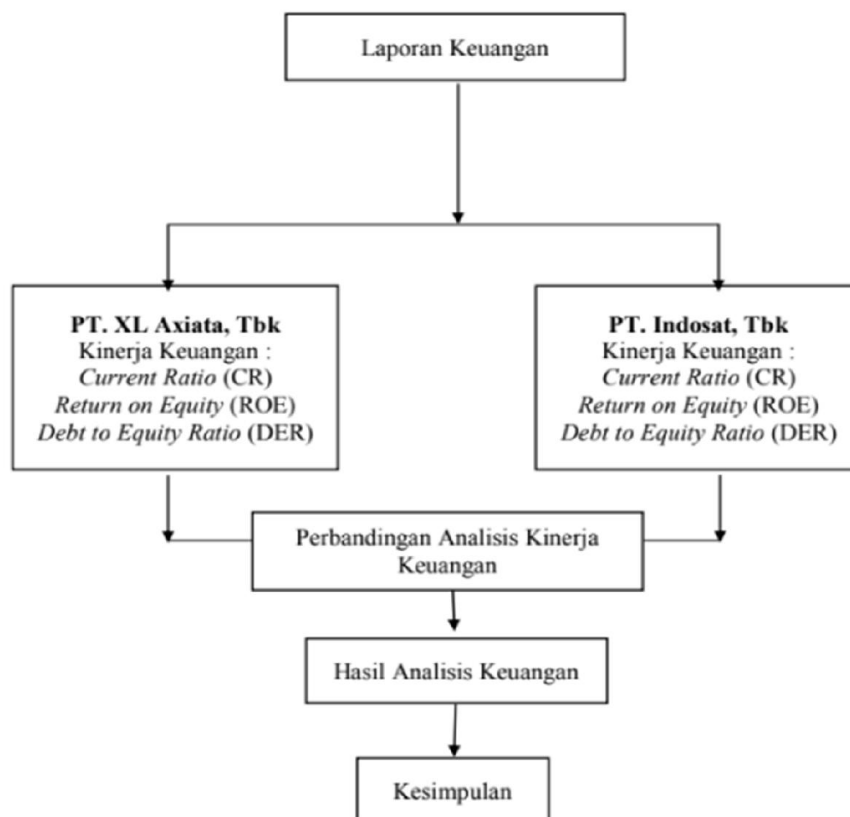 Laporan Keuangan
PT. XL Axiata, Tbk
Kinerja Keuangan :
Current Ratio (CR)
Return on Equity (ROE)
Debt to Equity Ratio (DER)
PT. Indosat, Tbk
Kinerja Keuangan :
Current Ratio (CR)
Return on Equity (ROE)
Debt to Equity Ratio (DER)
Perbandingan Analisis Kinerja
Keuangan
Hasil Analisis Keuangan
Kesimpulan